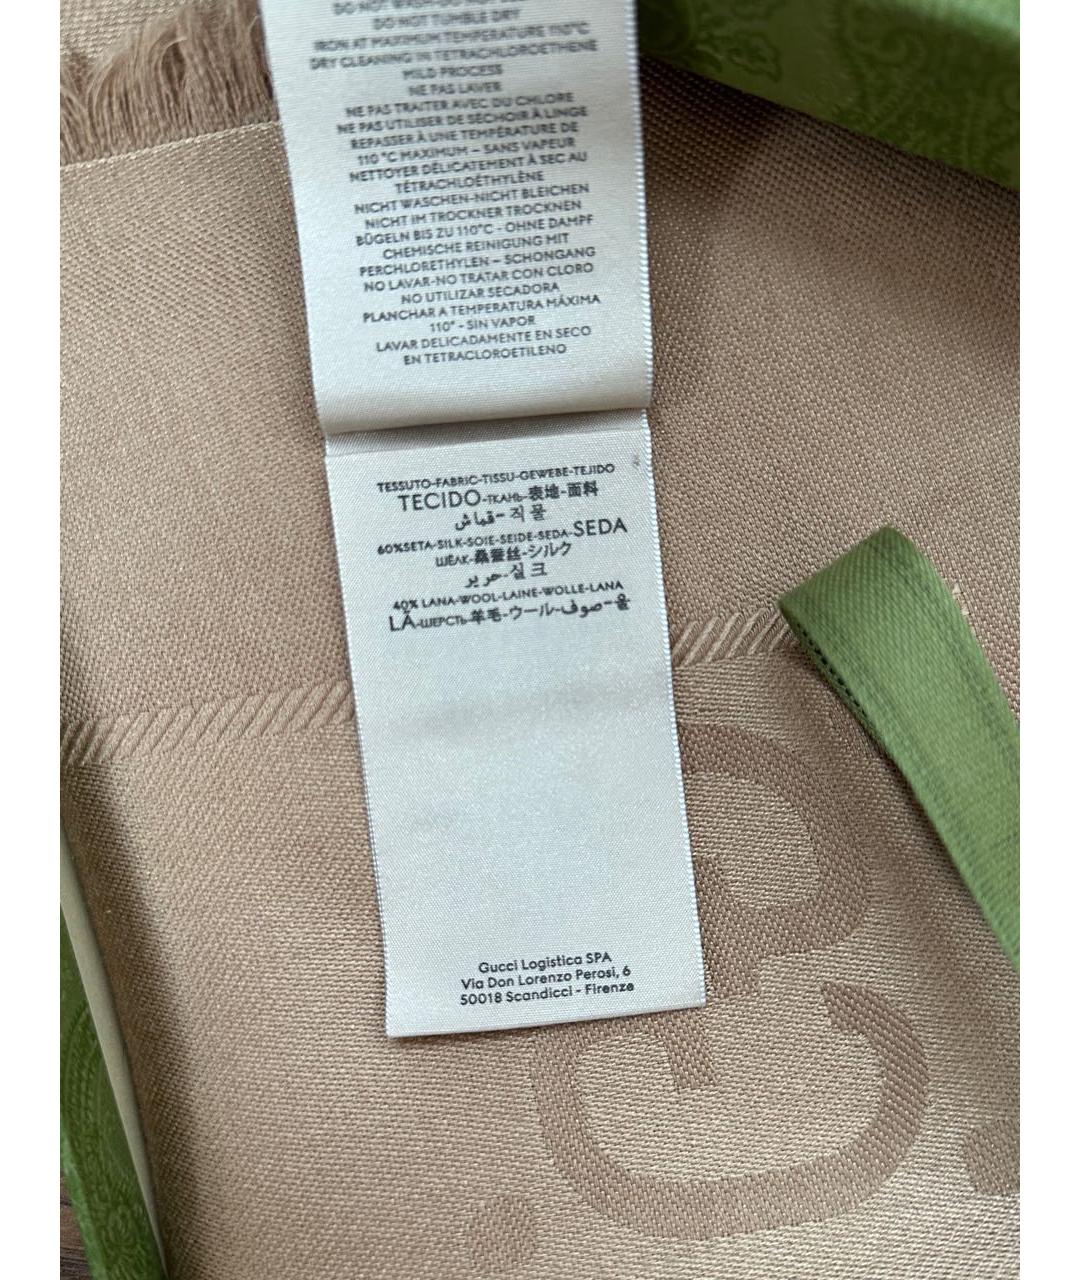 DO NOT TUMBLE DRY
IRON AT MAXIMUM TEMPERATURE 110°C
DRY CLEANING IN TETRACHLOROETHENE
MILD PROCESS
NE PAS LAVER
NE PAS TRAITER AVEC DU CHLORE
NE PAS UTILISER DE SÉCHOIR À LINGE
REPASSER À UNE TEMPÉRATURE DE
110 °C MAXIMUM – SANS VAPEUR
NETTOYER DÉLICATEMENT À SEC AU
TÉTRACHLOÉTHYLÈNE
NICHT WASCHEN-NICHT BLEICHEN
NICHT IM TROCKNER TROCKNEN
BÜGELN BIS ZU 110°C - OHNE DAMPF
CHEMISCHE REINIGUNG MIT
PERCHLORETHYLEN – SCHONGANG
NO LAVAR-NO TRATAR CON CLORO
NO UTILIZAR SECADORA
PLANCHAR A TEMPERATURA MÁXIMA
110° - SIN VAPOR
LAVAR DELICADAMENTE EN SECO
EN TETRACLOROETILENO
TESSUTO-FABRIC-TISSU-GEWEBE-TEJIDO
TECIDO-ТКАНЬ-表地-面料
قماش-직물
60%SETA-SILK-SOIE-SEIDE-SEDA-SEDA
ШЁЛК-桑蚕丝-シルク
حرير-실크
40% LANA-WOOL-LAINE-WOLLE-LANA
LÃ-ШЕРСТЬ-羊毛-ウール-صوف-울
Gucci Logistica SPA
Via Don Lorenzo Perosi, 6
50018 Scandicci - Firenze